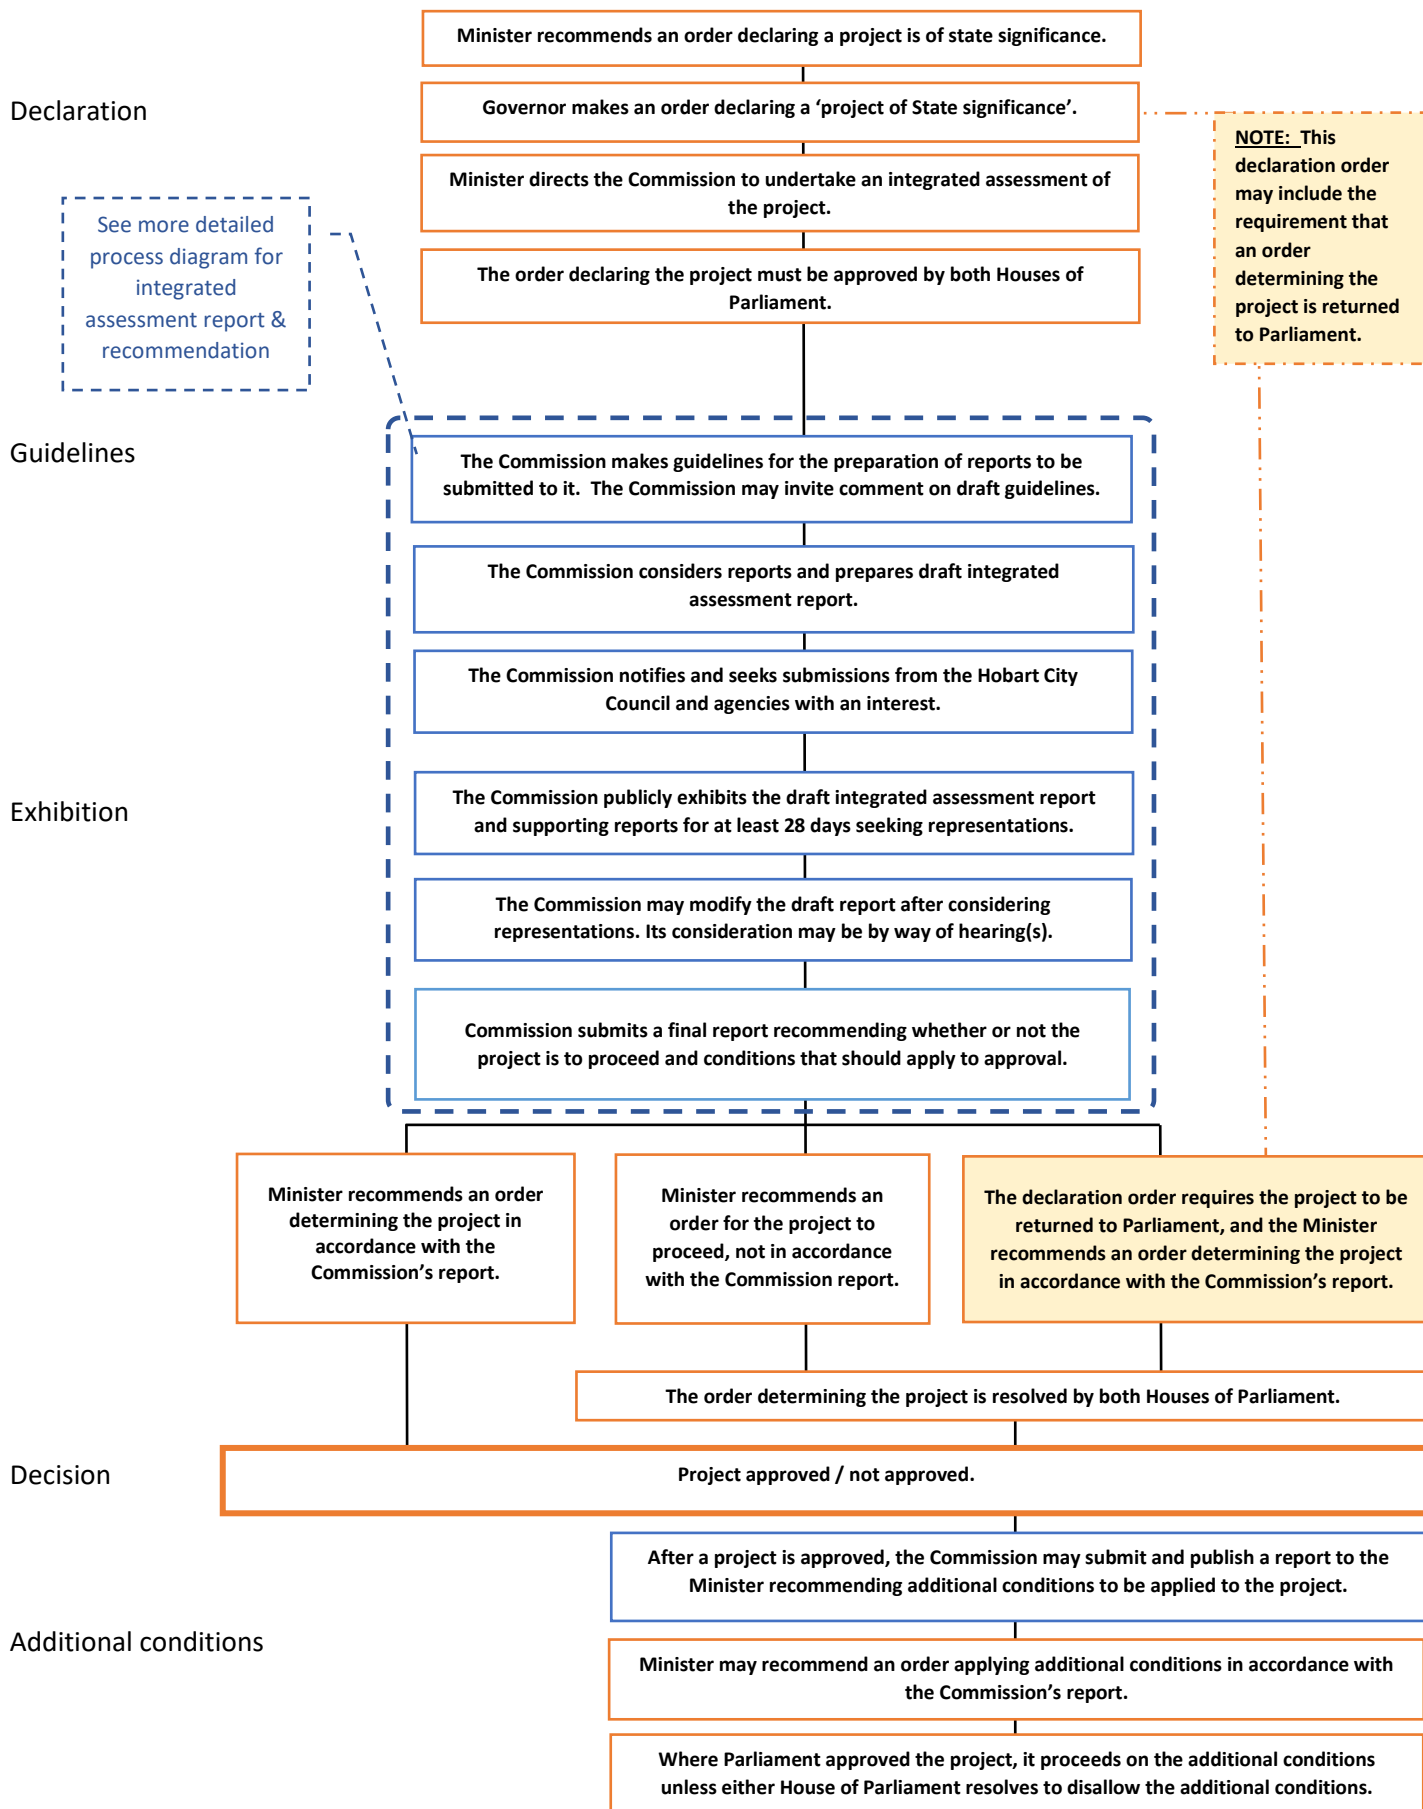 Minister recommends an order declaring a project is of state significance.
Declaration
Governor makes an order declaring a ‘project of State significance’.
NOTE: This
declaration order
may include the
requirement that
an order
determining the
project is returned
to Parliament.
Minister directs the Commission to undertake an integrated assessment of
the project.
See more detailed
process diagram for
integrated
assessment report &
recommendation
The order declaring the project must be approved by both Houses of
Parliament.
Guidelines
The Commission makes guidelines for the preparation of reports to be
submitted to it.  The Commission may invite comment on draft guidelines.
The Commission considers reports and prepares draft integrated
assessment report.
The Commission notifies and seeks submissions from the Hobart City
Council and agencies with an interest.
Exhibition
The Commission publicly exhibits the draft integrated assessment report
and supporting reports for at least 28 days seeking representations.
The Commission may modify the draft report after considering
representations. Its consideration may be by way of hearing(s).
Commission submits a final report recommending whether or not the
project is to proceed and conditions that should apply to approval.
Minister recommends an order
determining the project in
accordance with the
Commission’s report.
Minister recommends an
order for the project to
proceed, not in accordance
with the Commission report.
The declaration order requires the project to be
returned to Parliament, and the Minister
recommends an order determining the project
in accordance with the Commission’s report.
The order determining the project is resolved by both Houses of Parliament.
Decision
Project approved / not approved.
After a project is approved, the Commission may submit and publish a report to the
Minister recommending additional conditions to be applied to the project.
Additional conditions
Minister may recommend an order applying additional conditions in accordance with
the Commission’s report.
Where Parliament approved the project, it proceeds on the additional conditions
unless either House of Parliament resolves to disallow the additional conditions.